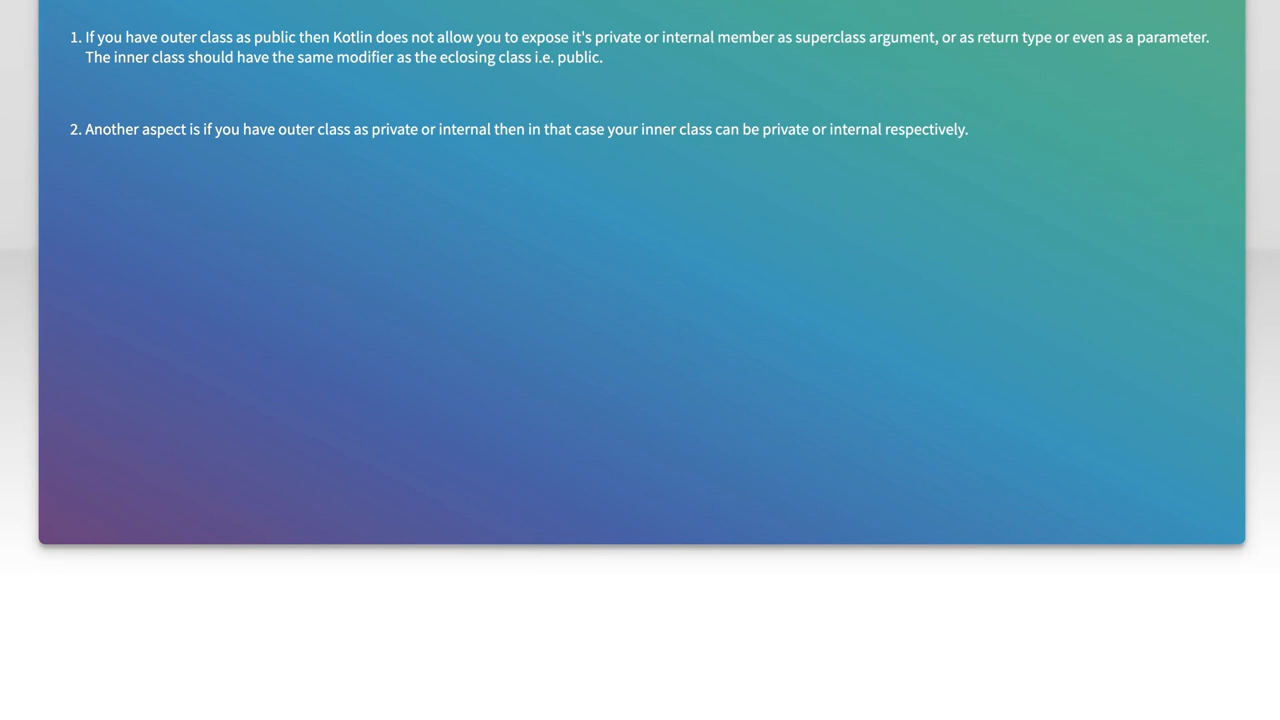 1. If you have outer class as public then Kotlin does not allow you to expose it's private or internal member as superclass argument, or as return type or even as a parameter.
The inner class should have the same modifier as the eclosing class i.e. public.
2. Another aspect is if you have outer class as private or internal then in that case your inner class can be private or internal respectively.